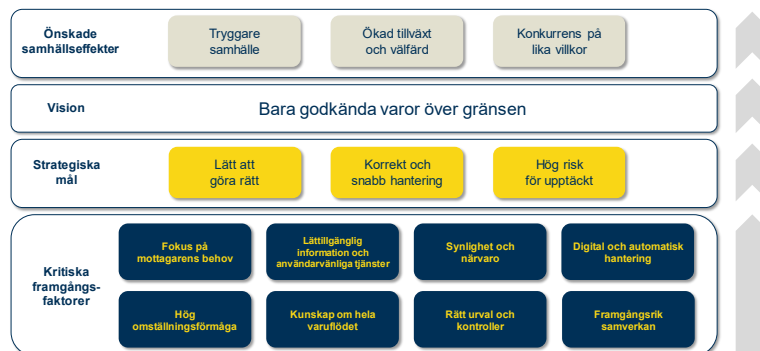 Önskade
samhällseffekter
Tryggare
samhälle
Ökad tillväxt
och välfärd
Konkurrens på
lika villkor
Vision
Bara godkända varor över gränsen
Strategiska
mål
Lätt att
göra rätt
Korrekt och
snabb hantering
Hög risk
för upptäckt
Kritiska
framgångs-
faktorer
Fokus på
mottagarens behov
Lättillgänglig
information och
användarvänliga tjänster
Synlighet och
närvaro
Digital och automatisk
hantering
Hög
omställningsförmåga
Kunskap om hela
varuflödet
Rätt urval och
kontroller
Framgångsrik
samverkan